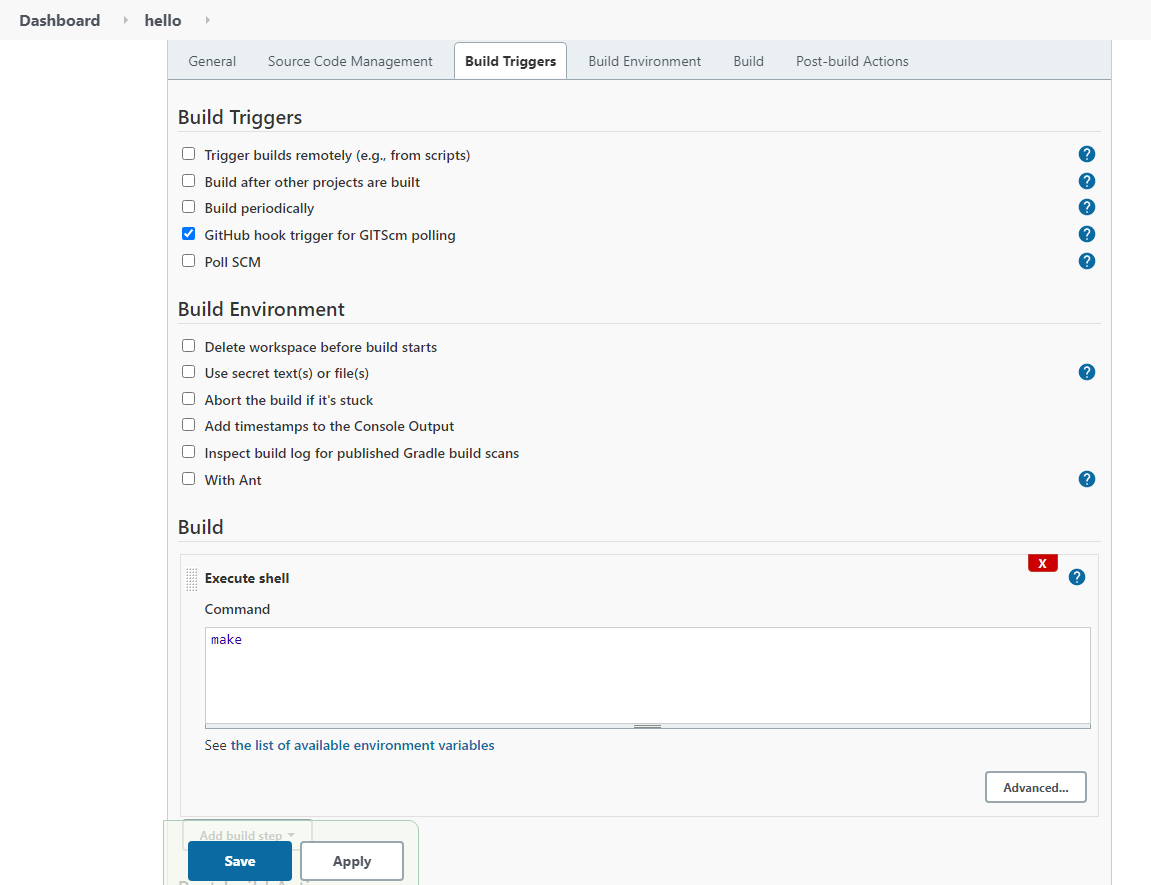 Dashboard hello
General Source Code Management Build Triggers Build Environment Build Post-build Actions
Build Triggers
Trigger builds remotely (e.g., from scripts) ?
Build after other projects are built ?
Build periodically ?
GitHub hook trigger for GITScm polling ?
Poll SCM ?
Build Environment
Delete workspace before build starts
Use secret text(s) or file(s) ?
Abort the build if it's stuck
Add timestamps to the Console Output
Inspect build log for published Gradle build scans
With Ant ?
Build
X
Execute shell ?
Command
make
See the list of available environment variables
Advanced...
Add build step
Save Apply